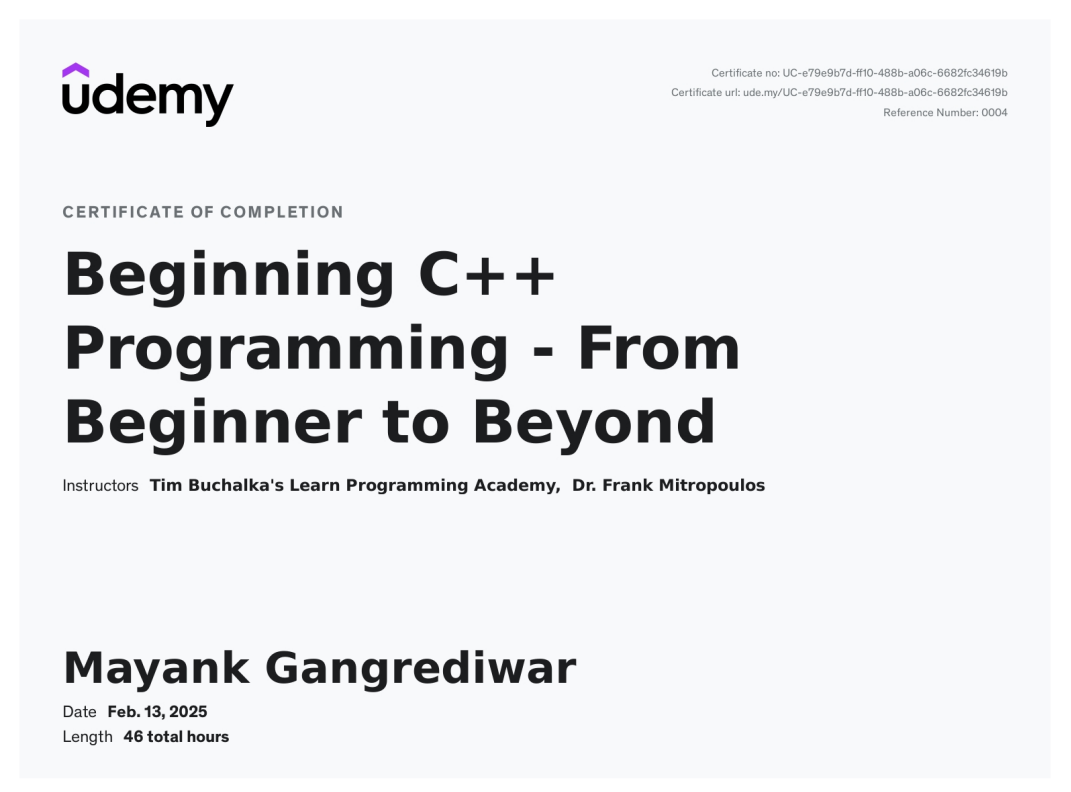 udemy
Certificate no: UC-e79e9b7d-ff10-488b-a06c-6682fc34619b
Certificate url: ude.my/UC-e79e9b7d-ff10-488b-a06c-6682fc34619b
Reference Number: 0004
CERTIFICATE OF COMPLETION
Beginning C++
Programming - From
Beginner to Beyond
Instructors Tim Buchalka's Learn Programming Academy, Dr. Frank Mitropoulos
Mayank Gangrediwar
Date Feb. 13, 2025
Length 46 total hours